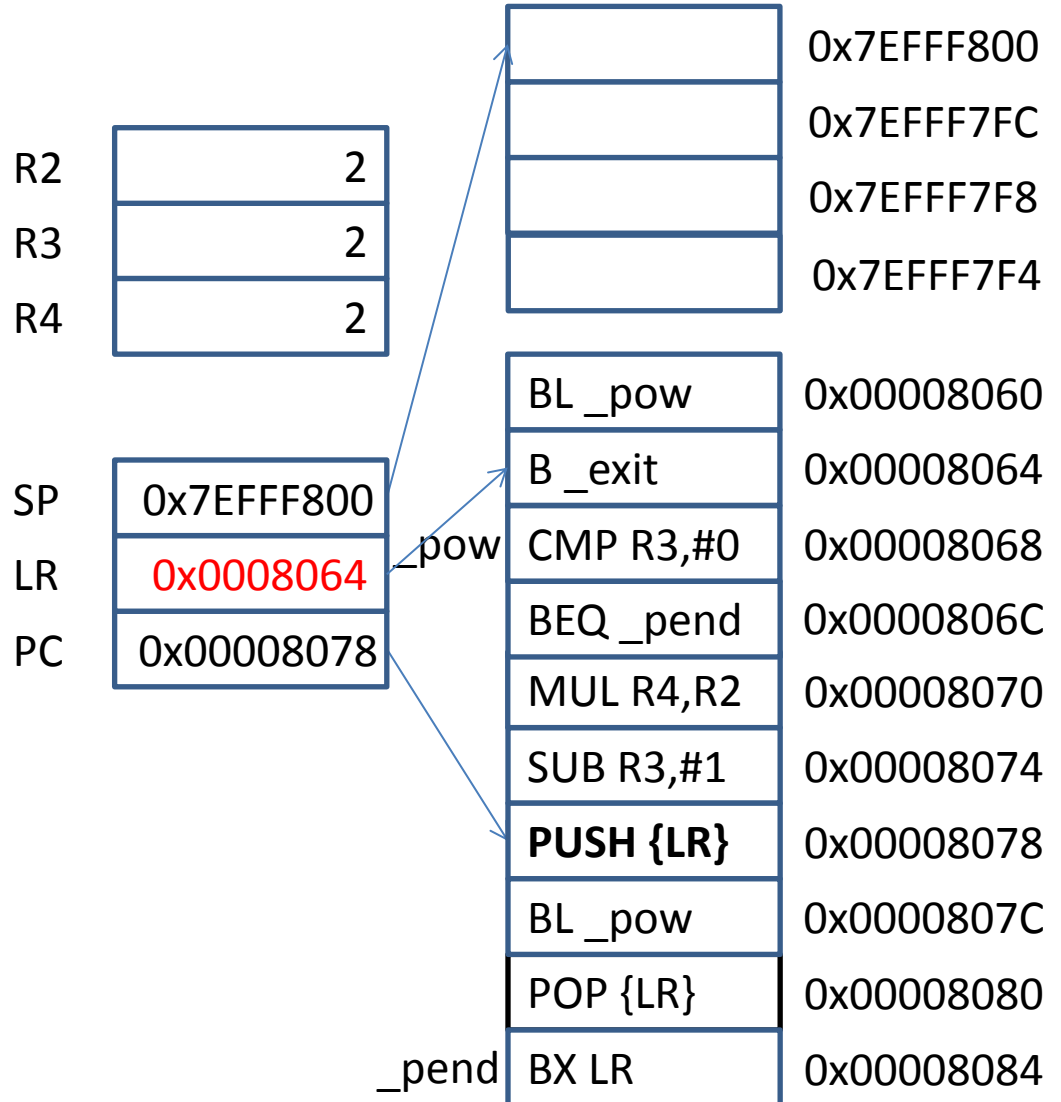 0x7EFFF800
0x7EFFF7FC
R2 2
0x7EFFF7F8
R3 2
0x7EFFF7F4
R4 2
BL _pow 0x00008060
SP 0x7EFFF800
B _exit 0x00008064
_pow CMP R3,#0 0x00008068
LR 0x0008064
BEQ _pend 0x0000806C
PC 0x00008078
MUL R4,R2 0x00008070
SUB R3,#1 0x00008074
PUSH {LR} 0x00008078
BL _pow 0x0000807C
POP {LR} 0x00008080
_pend BX LR 0x00008084